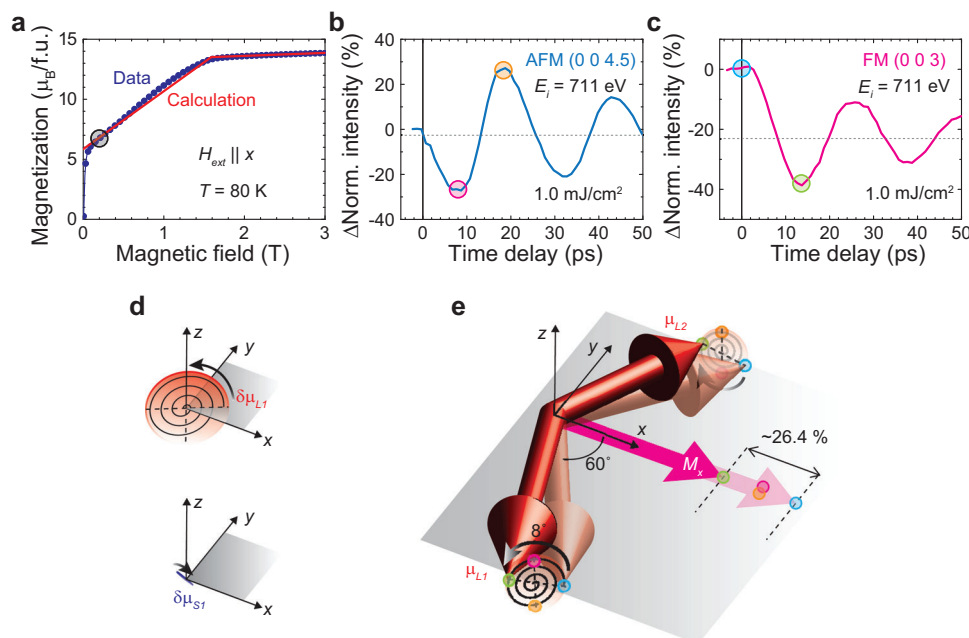 a
Magnetization (μB/f.u.)
15
10
5
0
Data
Calculation
Hext || x
T = 80 K
0 1 2 3
Magnetic field (T)
b
ΔNorm. intensity (%)
40
20
0
-20
-40
AFM (0 0 4.5)
Ei = 711 eV
1.0 mJ/cm²
0 10 20 30 40 50
Time delay (ps)
c
ΔNorm. intensity (%)
0
-20
-40
FM (0 0 3)
Ei = 711 eV
1.0 mJ/cm²
0 10 20 30 40 50
Time delay (ps)
d
z
y
δμL1
x
z
y
δμS1
x
e
z
y
x
μL2
~26.4 %
60°
Mx
8°
μL1